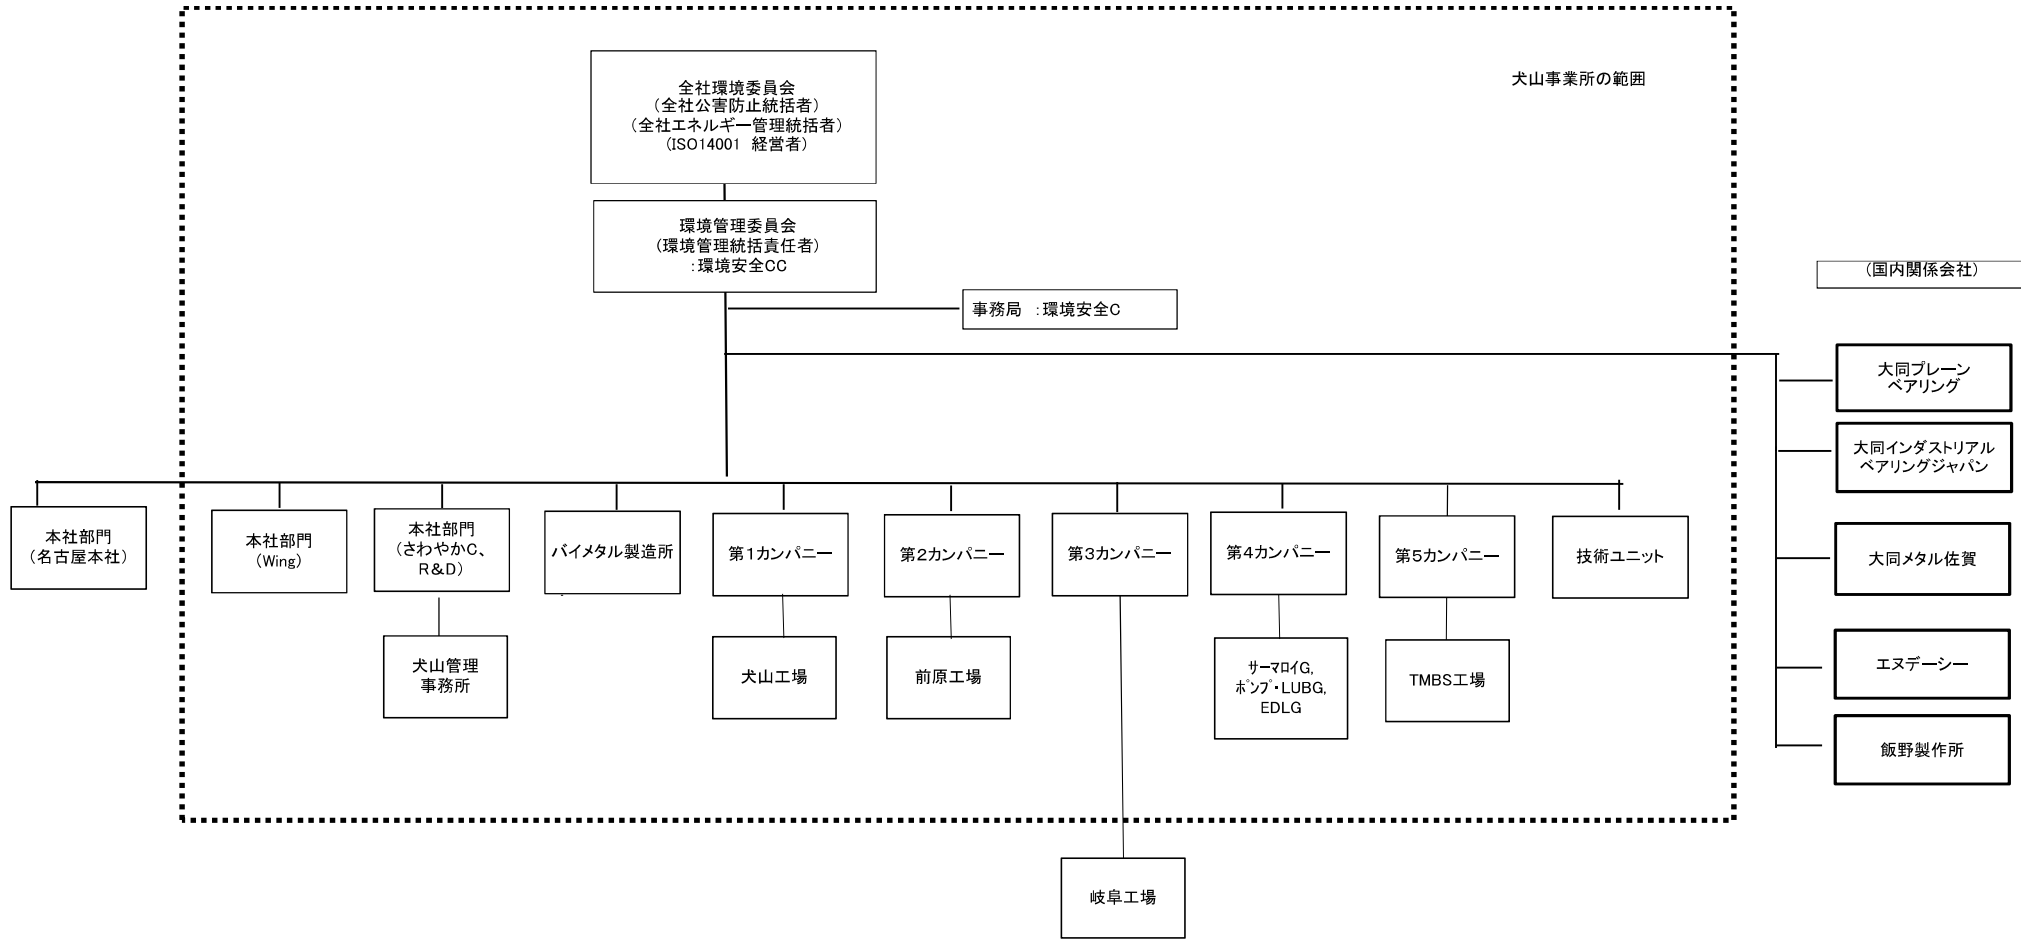 全社環境委員会
（全社公害防止統括者）
（全社エネルギー管理統括者）
（ISO14001 経営者）
犬山事業所の範囲
環境管理委員会
（環境管理統括責任者）
：環境安全CC
事務局 ：環境安全C
（国内関係会社）
大同プレーン
ベアリング
大同インダストリアル
ベアリングジャパン
大同メタル佐賀
エヌデーシー
飯野製作所
本社部門
（名古屋本社）
本社部門
（Wing）
本社部門
（さわやかC、
R＆D）
バイメタル製造所
第1カンパニー
第2カンパニー
第3カンパニー
第4カンパニー
第5カンパニー
技術ユニット
犬山管理
事務所
犬山工場
前原工場
ｻｰﾏﾛｲG,
ﾎﾟﾝﾌﾟ・LUBG,
EDLG
TMBS工場
岐阜工場